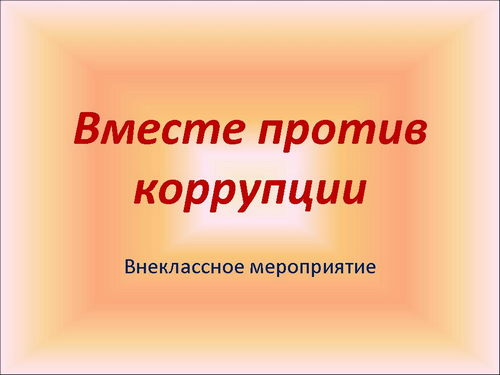 Вместе против
коррупции
Внеклассное мероприятие